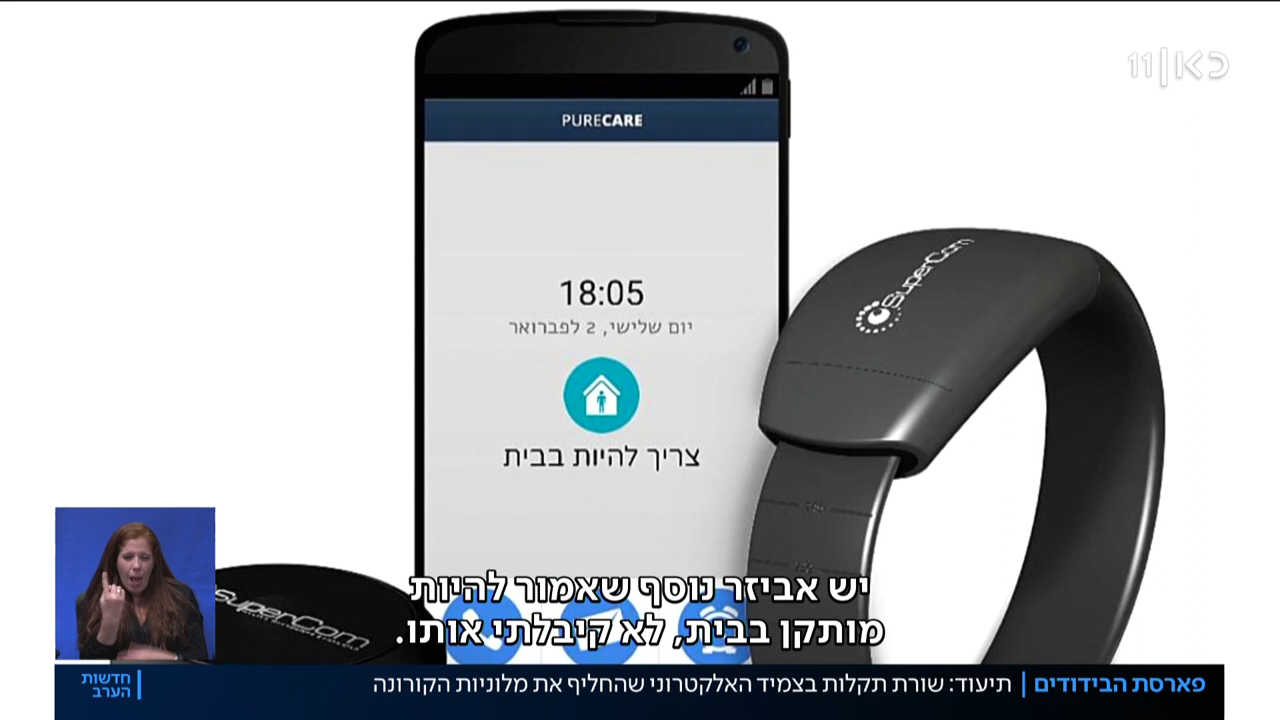 כאן 11
PURECARE
18:05
יום שלישי, 2 לפברואר
צריך להיות בבית
SuperCom
SuperCom
יש אביזר נוסף שאמור להיות
מותקן בבית, לא קיבלתי אותו.
פארסת הבידודים | תיעוד: שורת תקלות בצמיד האלקטרוני שהחליף את מלוניות הקורונה
חדשות
הערב